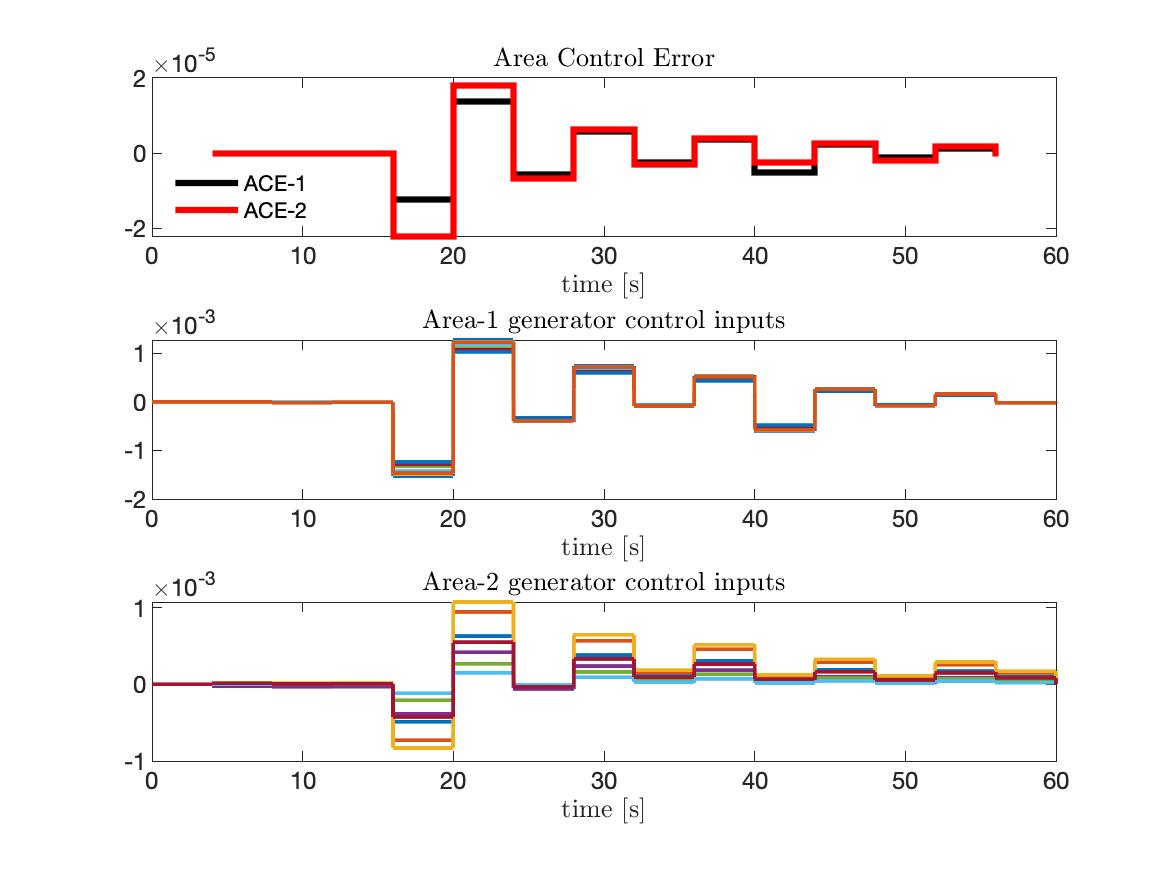 ×10-5
Area Control Error
2
0
-2
ACE-1
ACE-2
0 10 20 30 40 50 60
time [s]
×10-3
Area-1 generator control inputs
1
0
-1
-2
0 10 20 30 40 50 60
time [s]
×10-3
Area-2 generator control inputs
1
0
-1
0 10 20 30 40 50 60
time [s]